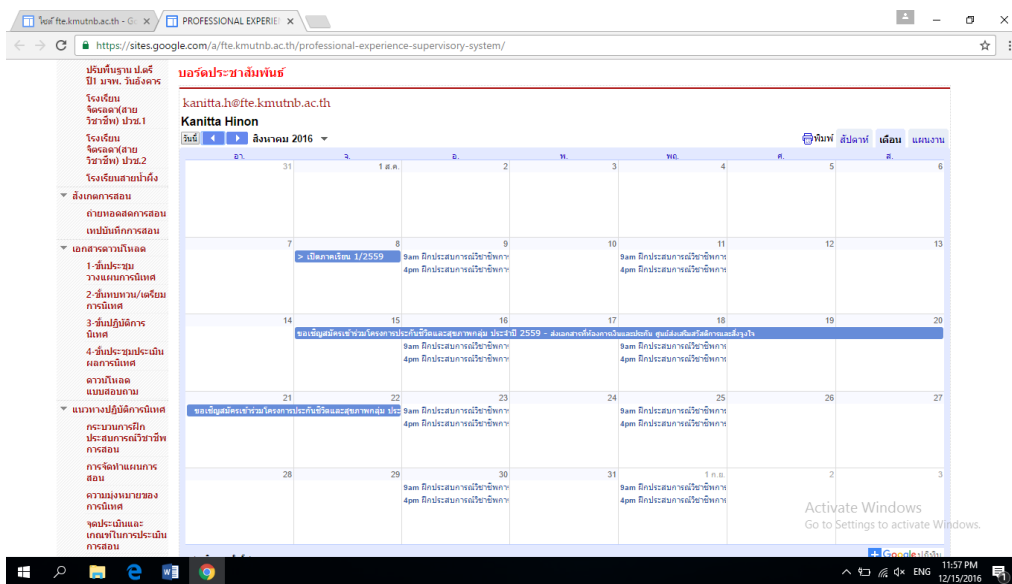 ไซต์ fte.kmutnb.ac.th - Go
PROFESSIONAL EXPERIEN
https://sites.google.com/a/fte.kmutnb.ac.th/professional-experience-supervisory-system/
ปรับพื้นฐาน ป.ตรี
ปี1 มจพ. วันอังคาร
โรงเรียน
จิตรลดา(สาย
วิชาชีพ) ปวช.1
โรงเรียน
จิตรลดา(สาย
วิชาชีพ) ปวช.2
โรงเรียนสายน้ำผึ้ง
สังเกตการสอน
ถ่ายทอดสดการสอน
เทปบันทึกการสอน
เอกสารดาวน์โหลด
1-ขั้นประชุม
วางแผนการนิเทศ
2-ขั้นทบทวน/เตรียม
การนิเทศ
3-ขั้นปฏิบัติการ
นิเทศ
4-ขั้นประชุมประเมิน
ผลการนิเทศ
ดาวน์โหลด
แบบสอบถาม
แนวทางปฏิบัติการนิเทศ
กระบวนการฝึก
ประสบการณ์วิชาชีพ
การสอน
การจัดทำแผนการ
สอน
ความมุ่งหมายของ
การนิเทศ
จุดประเมินและ
เกณฑ์ในการประเมิน
การสอน
บอร์ดประชาสัมพันธ์
kanitta.h@fte.kmutnb.ac.th
Kanitta Hinon
วันนี้ สิงหาคม 2016 พิมพ์ สัปดาห์ เดือน แผนงาน
อา. จ. อ. พ. พฤ. ศ. ส.
31 1 ส.ค. 2 3 4 5 6
7 8 9 10 11 12 13
> เปิดภาคเรียน 1/2559 9am ฝึกประสบการณ์วิชาชีพกา 9am ฝึกประสบการณ์วิชาชีพกา
4pm ฝึกประสบการณ์วิชาชีพกา 4pm ฝึกประสบการณ์วิชาชีพกา
14 15 16 17 18 19 20
ขอเชิญสมัครเข้าร่วมโครงการประกันชีวิตและสุขภาพกลุ่ม ประจำปี 2559 - ส่งเอกสารที่ห้องการเงินและประกัน ศูนย์ส่งเสริมสวัสดิการและสิ่งจูงใจ
9am ฝึกประสบการณ์วิชาชีพกา 9am ฝึกประสบการณ์วิชาชีพกา
4pm ฝึกประสบการณ์วิชาชีพกา 4pm ฝึกประสบการณ์วิชาชีพกา
21 22 23 24 25 26 27
ขอเชิญสมัครเข้าร่วมโครงการประกันชีวิตและสุขภาพกลุ่ม ประ 9am ฝึกประสบการณ์วิชาชีพกา 9am ฝึกประสบการณ์วิชาชีพกา
4pm ฝึกประสบการณ์วิชาชีพกา 4pm ฝึกประสบการณ์วิชาชีพกา
28 29 30 31 1 ก.ย. 2 3
9am ฝึกประสบการณ์วิชาชีพกา 9am ฝึกประสบการณ์วิชาชีพกา
4pm ฝึกประสบการณ์วิชาชีพกา 4pm ฝึกประสบการณ์วิชาชีพกา
Activate Windows
Go to Settings to activate Windows.
Google ปฏิทิน
ENG
11:57 PM
12/15/2016